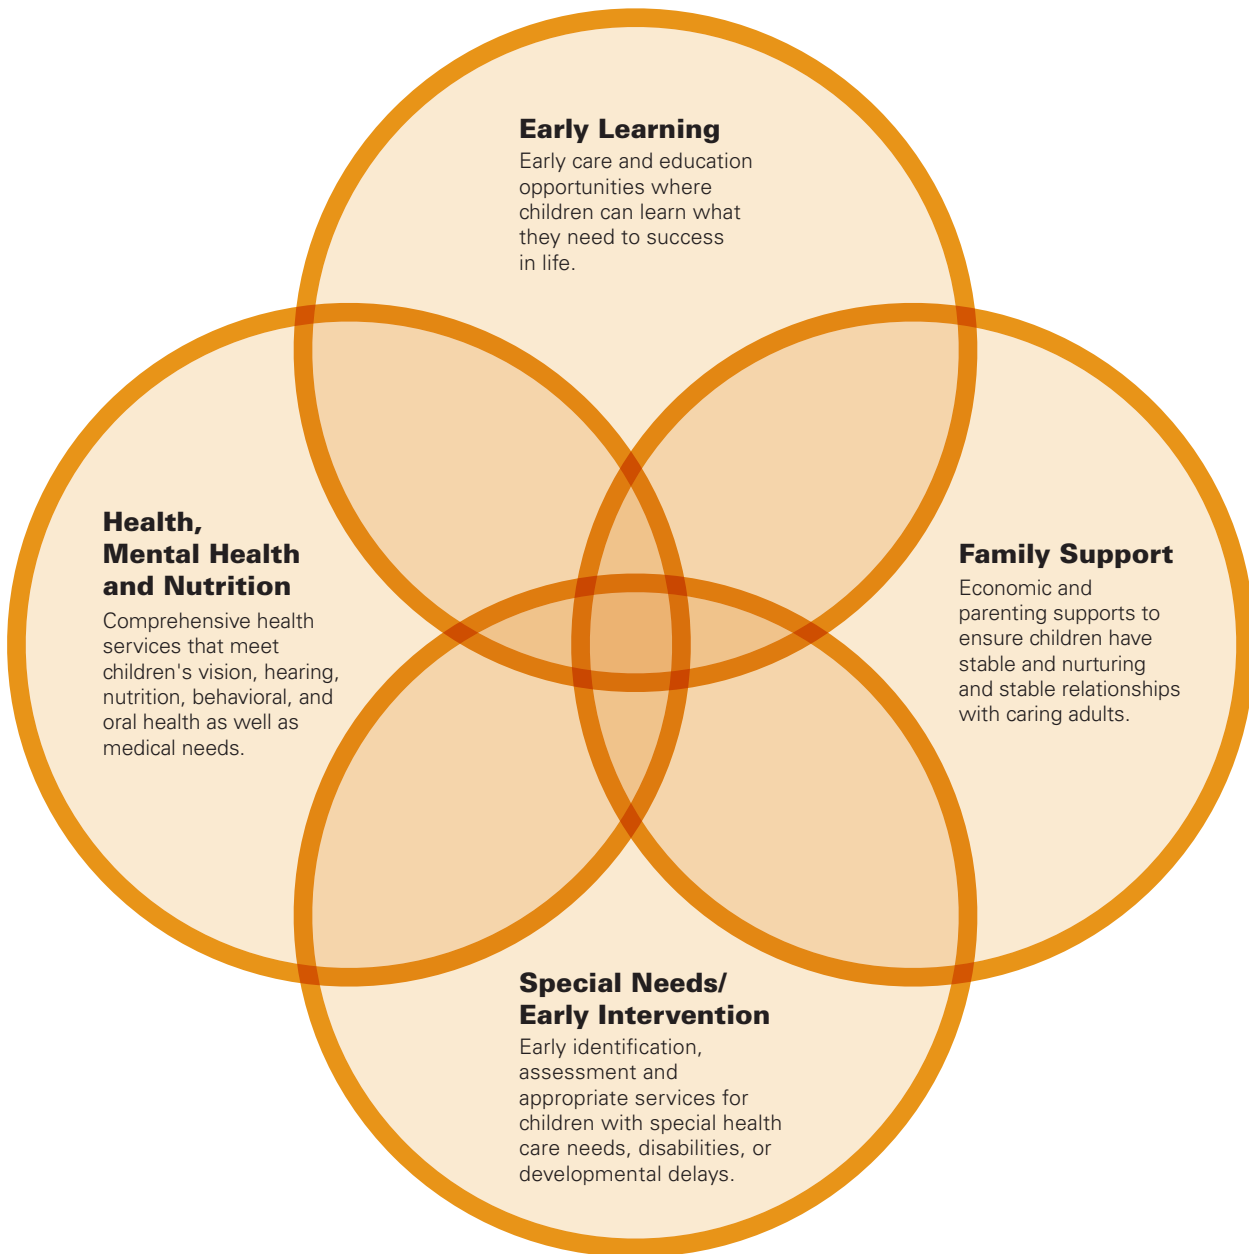 Early Learning
Early care and education
opportunities where
children can learn what
they need to success
in life.
Health,
Mental Health
and Nutrition
Comprehensive health
services that meet
children's vision, hearing,
nutrition, behavioral, and
oral health as well as
medical needs.
Family Support
Economic and
parenting supports to
ensure children have
stable and nurturing
and stable relationships
with caring adults.
Special Needs/
Early Intervention
Early identification,
assessment and
appropriate services for
children with special health
care needs, disabilities, or
developmental delays.